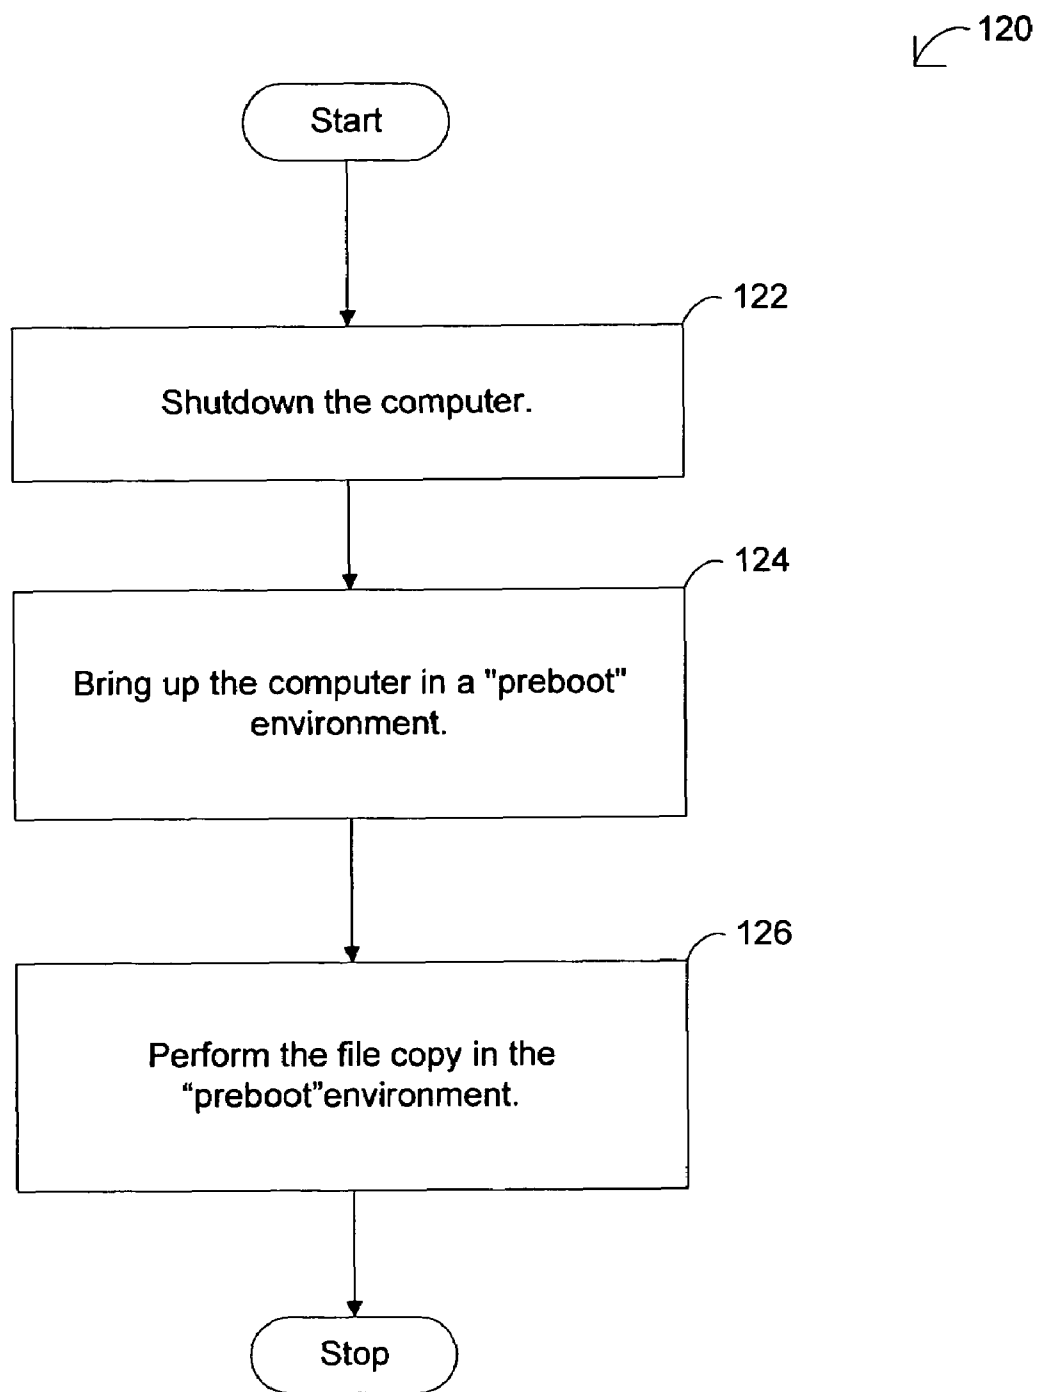 120
Start
122
Shutdown the computer.
124
Bring up the computer in a "preboot"
environment.
126
Perform the file copy in the
“preboot”environment.
Stop